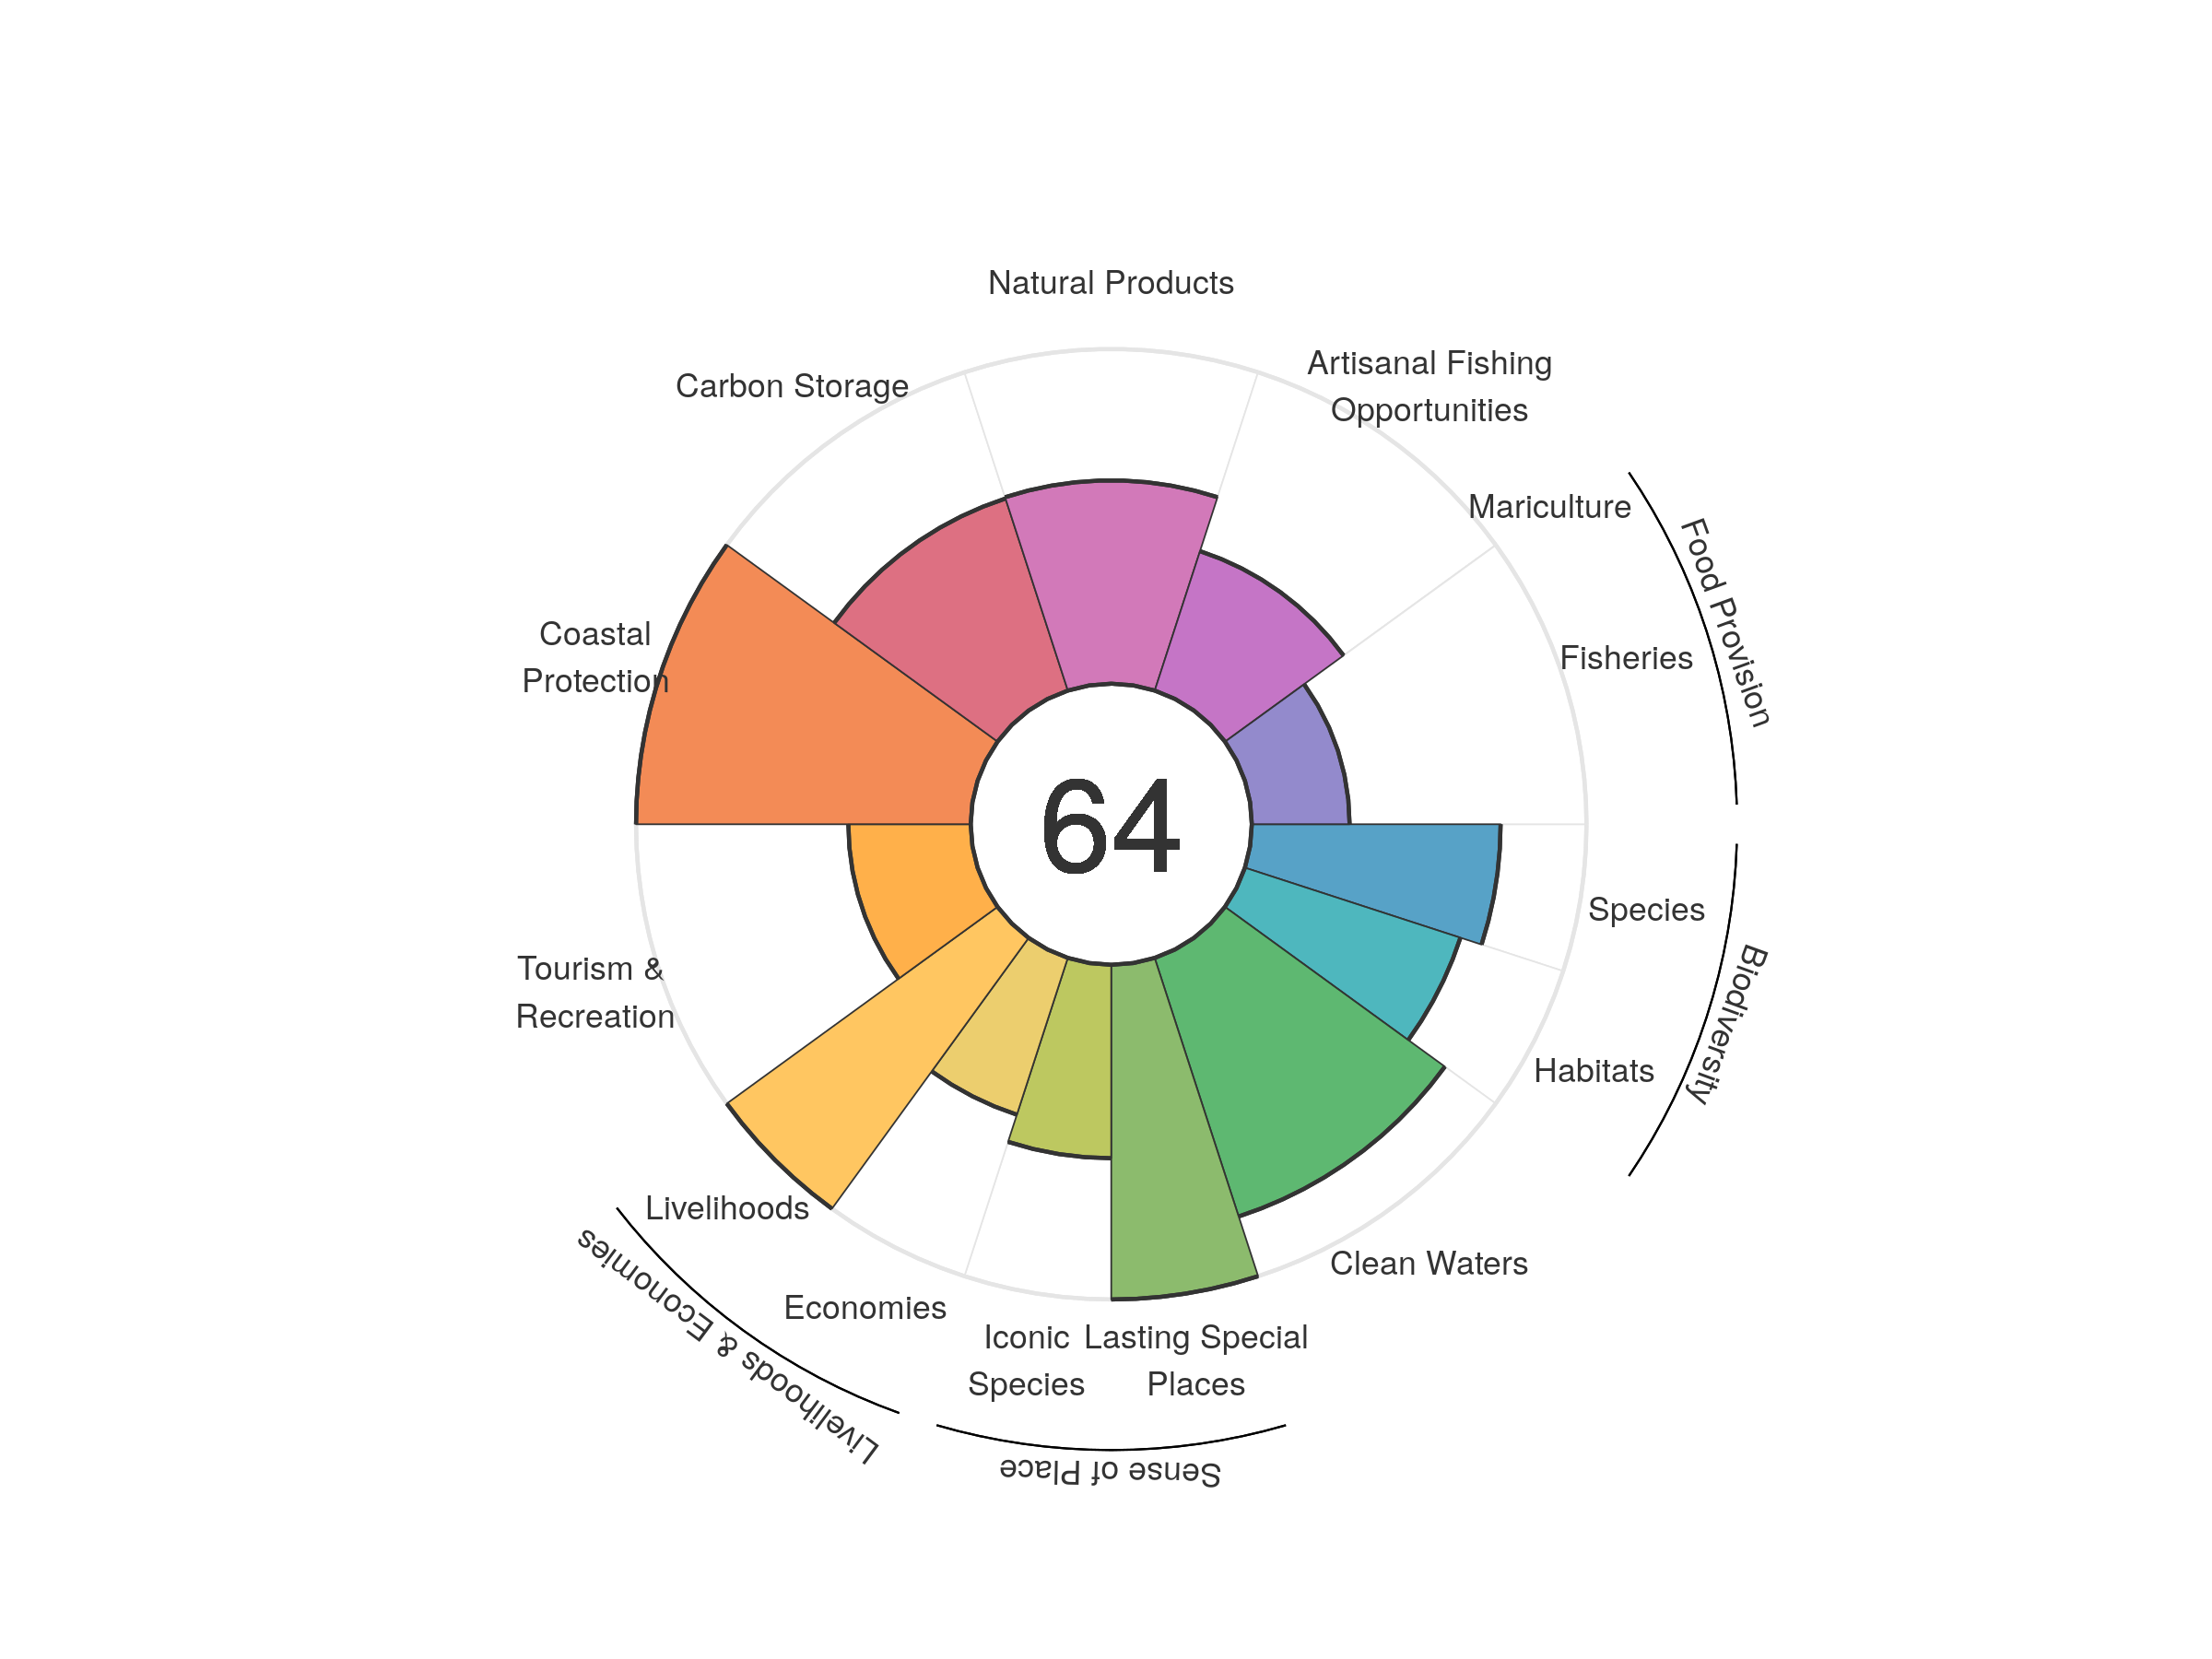 Natural Products
Artisanal Fishing
Opportunities
Carbon Storage
Mariculture
Food Provision
Fisheries
Coastal
Protection
64
Species
Biodiversity
Tourism &
Recreation
Habitats
Livelihoods
Clean Waters
Livelihoods & Economies
Economies
Iconic
Species
Lasting Special
Places
Sense of Place